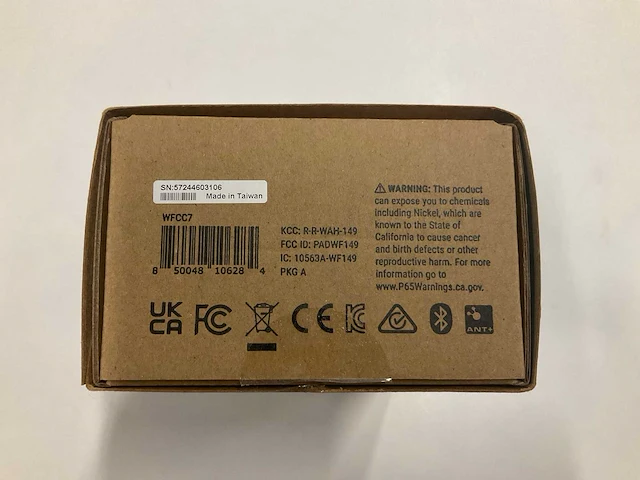 SN:57244603106
Made in Taiwan
WFCC7
8 50048 10628 4
KCC: R-R-WAH-149
FCC ID: PADWF149
IC: 10563A-WF149
PKG A
⚠ WARNING: This product
can expose you to chemicals
including Nickel, which are
known to the State of
California to cause cancer
and birth defects or other
reproductive harm. For more
information go to
www.P65Warnings.ca.gov.
UK
CA FC CE KC ANT+